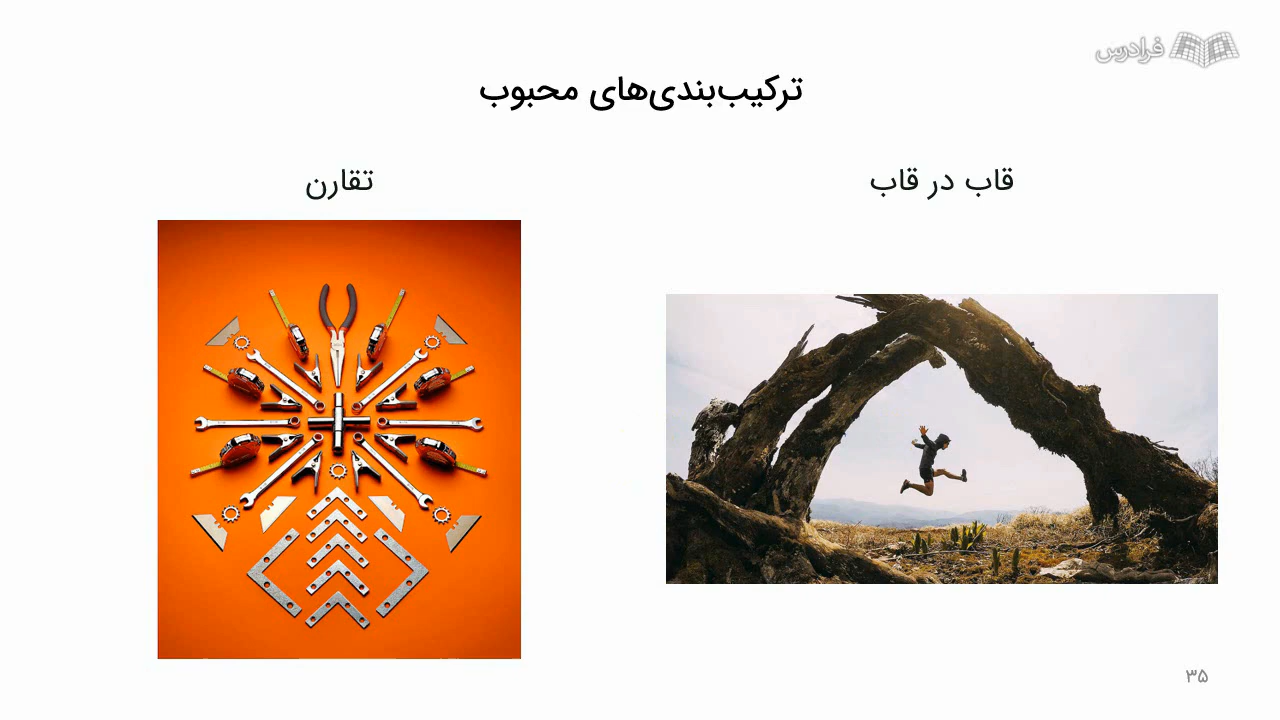 فرادرس
ترکیب‌بندی‌های محبوب
قاب در قاب
تقارن
۳۵